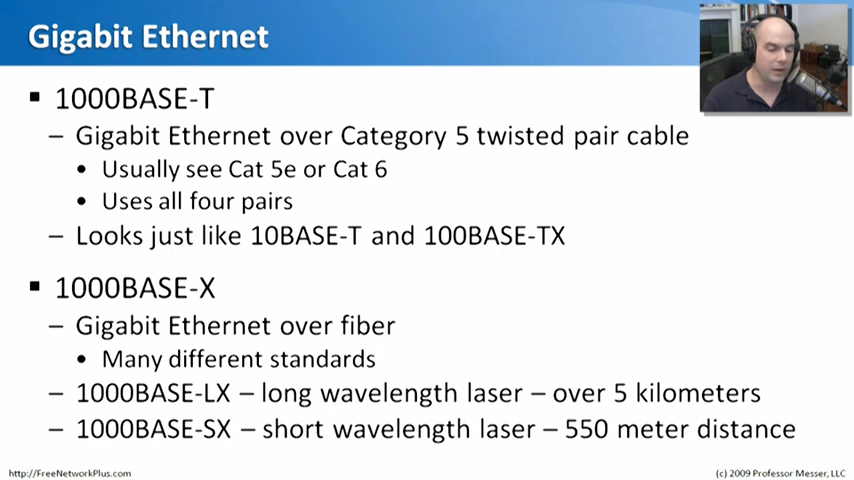 Gigabit Ethernet
▪ 1000BASE-T
– Gigabit Ethernet over Category 5 twisted pair cable
• Usually see Cat 5e or Cat 6
• Uses all four pairs
– Looks just like 10BASE-T and 100BASE-TX
▪ 1000BASE-X
– Gigabit Ethernet over fiber
• Many different standards
– 1000BASE-LX – long wavelength laser – over 5 kilometers
– 1000BASE-SX – short wavelength laser – 550 meter distance
http://FreeNetworkPlus.com
(c) 2009 Professor Messer, LLC